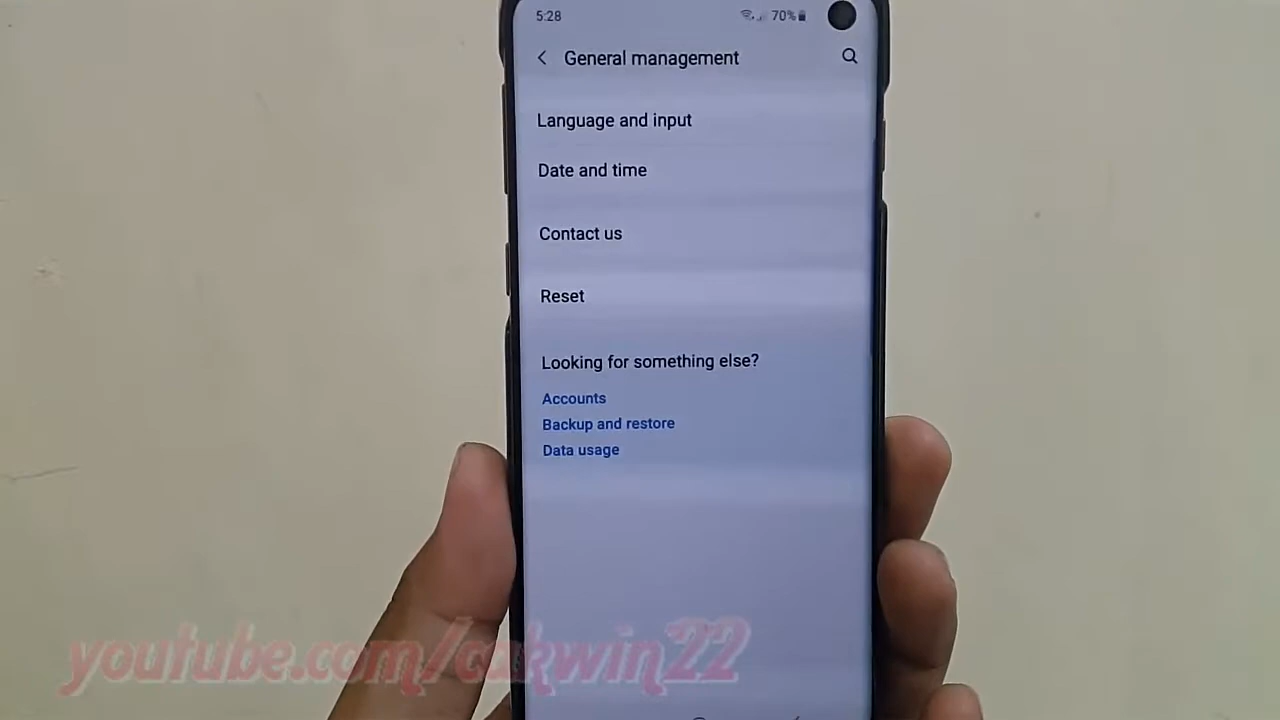 5:28 70%
General management
Language and input
Date and time
Contact us
Reset
Looking for something else?
Accounts
Backup and restore
Data usage
youtube.com/cakwin22